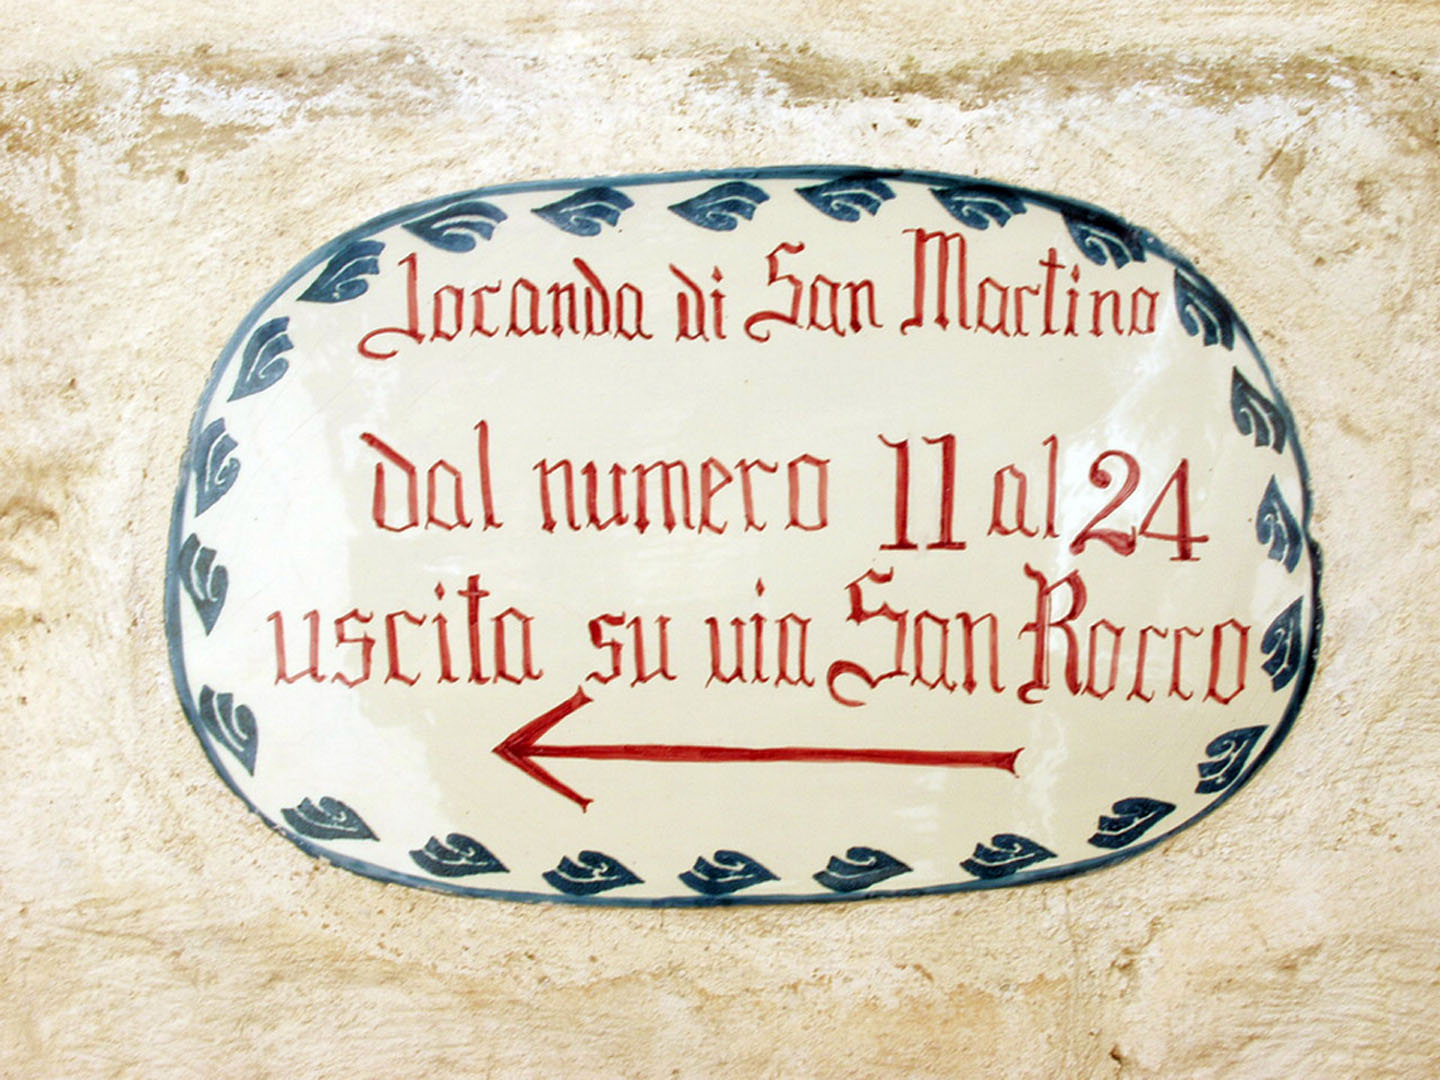 Locanda di San Martino
dal numero 11 al 24
uscita su via San Rocco